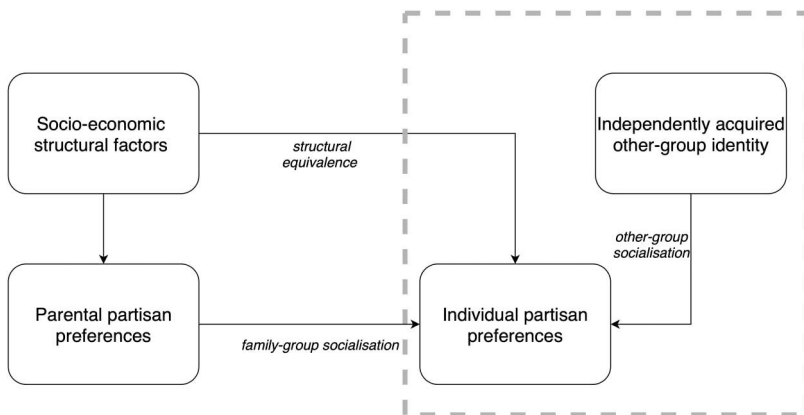 Socio-economic
structural factors
structural
equivalence
Independently acquired
other-group identity
other-group
socialisation
Parental partisan
preferences
family-group socialisation
Individual partisan
preferences